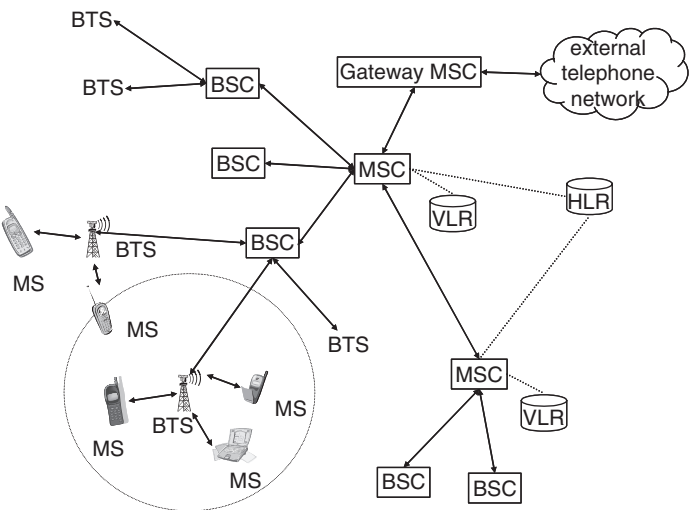 BTS
external
telephone
network
Gateway MSC
BTS
BSC
BSC
MSC
HLR
VLR
BTS
BSC
MS
MS
BTS
MSC
MS
BTS
MS
VLR
MS
BSC
BSC